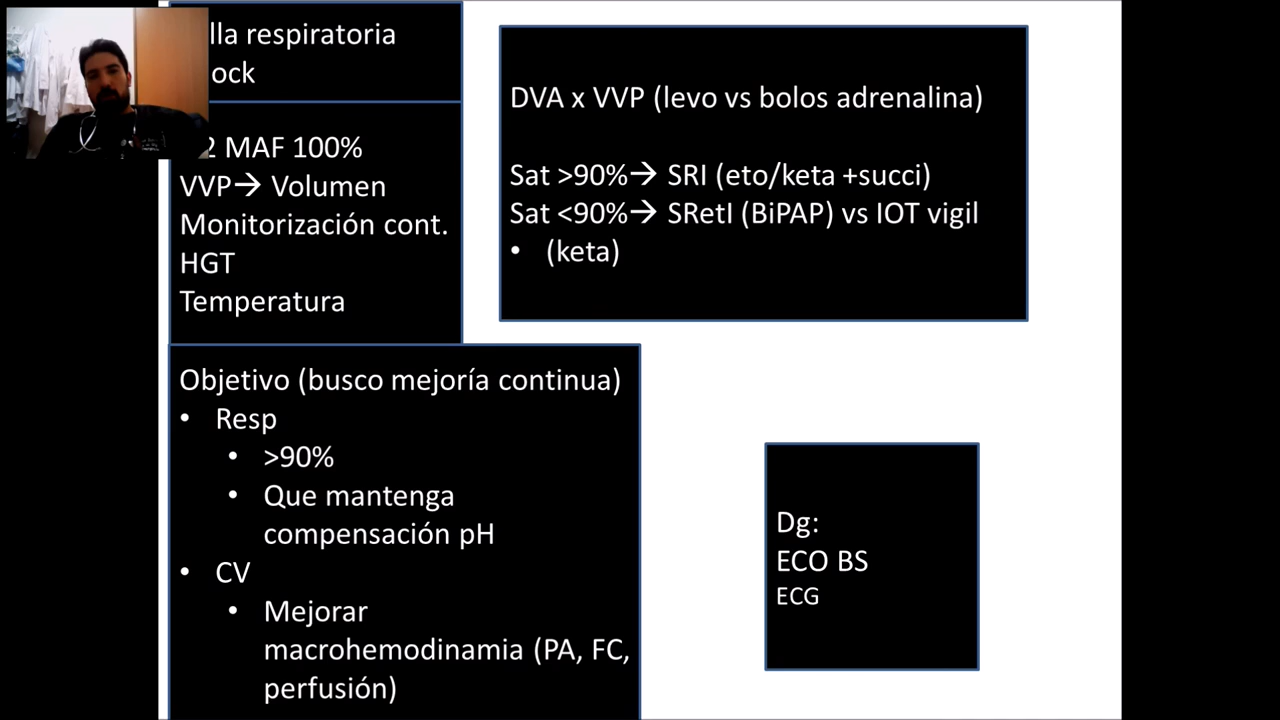 lla respiratoria
ock
2 MAF 100%
VVP→ Volumen
Monitorización cont.
HGT
Temperatura
DVA x VVP (levo vs bolos adrenalina)
Sat >90%→ SRI (eto/keta +succi)
Sat <90%→ SRetI (BiPAP) vs IOT vigil
• (keta)
Objetivo (busco mejoría continua)
• Resp
• >90%
• Que mantenga
compensación pH
• CV
• Mejorar
macrohemodinamia (PA, FC,
perfusión)
Dg:
ECO BS
ECG